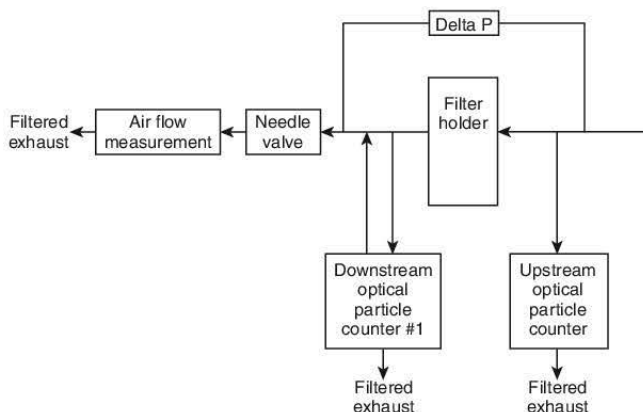 Delta P
Filter
holder
Needle
valve
Air flow
measurement
Filtered
exhaust
Downstream
optical
particle
counter #1
Upstream
optical
particle
counter
Filtered
exhaust
Filtered
exhaust